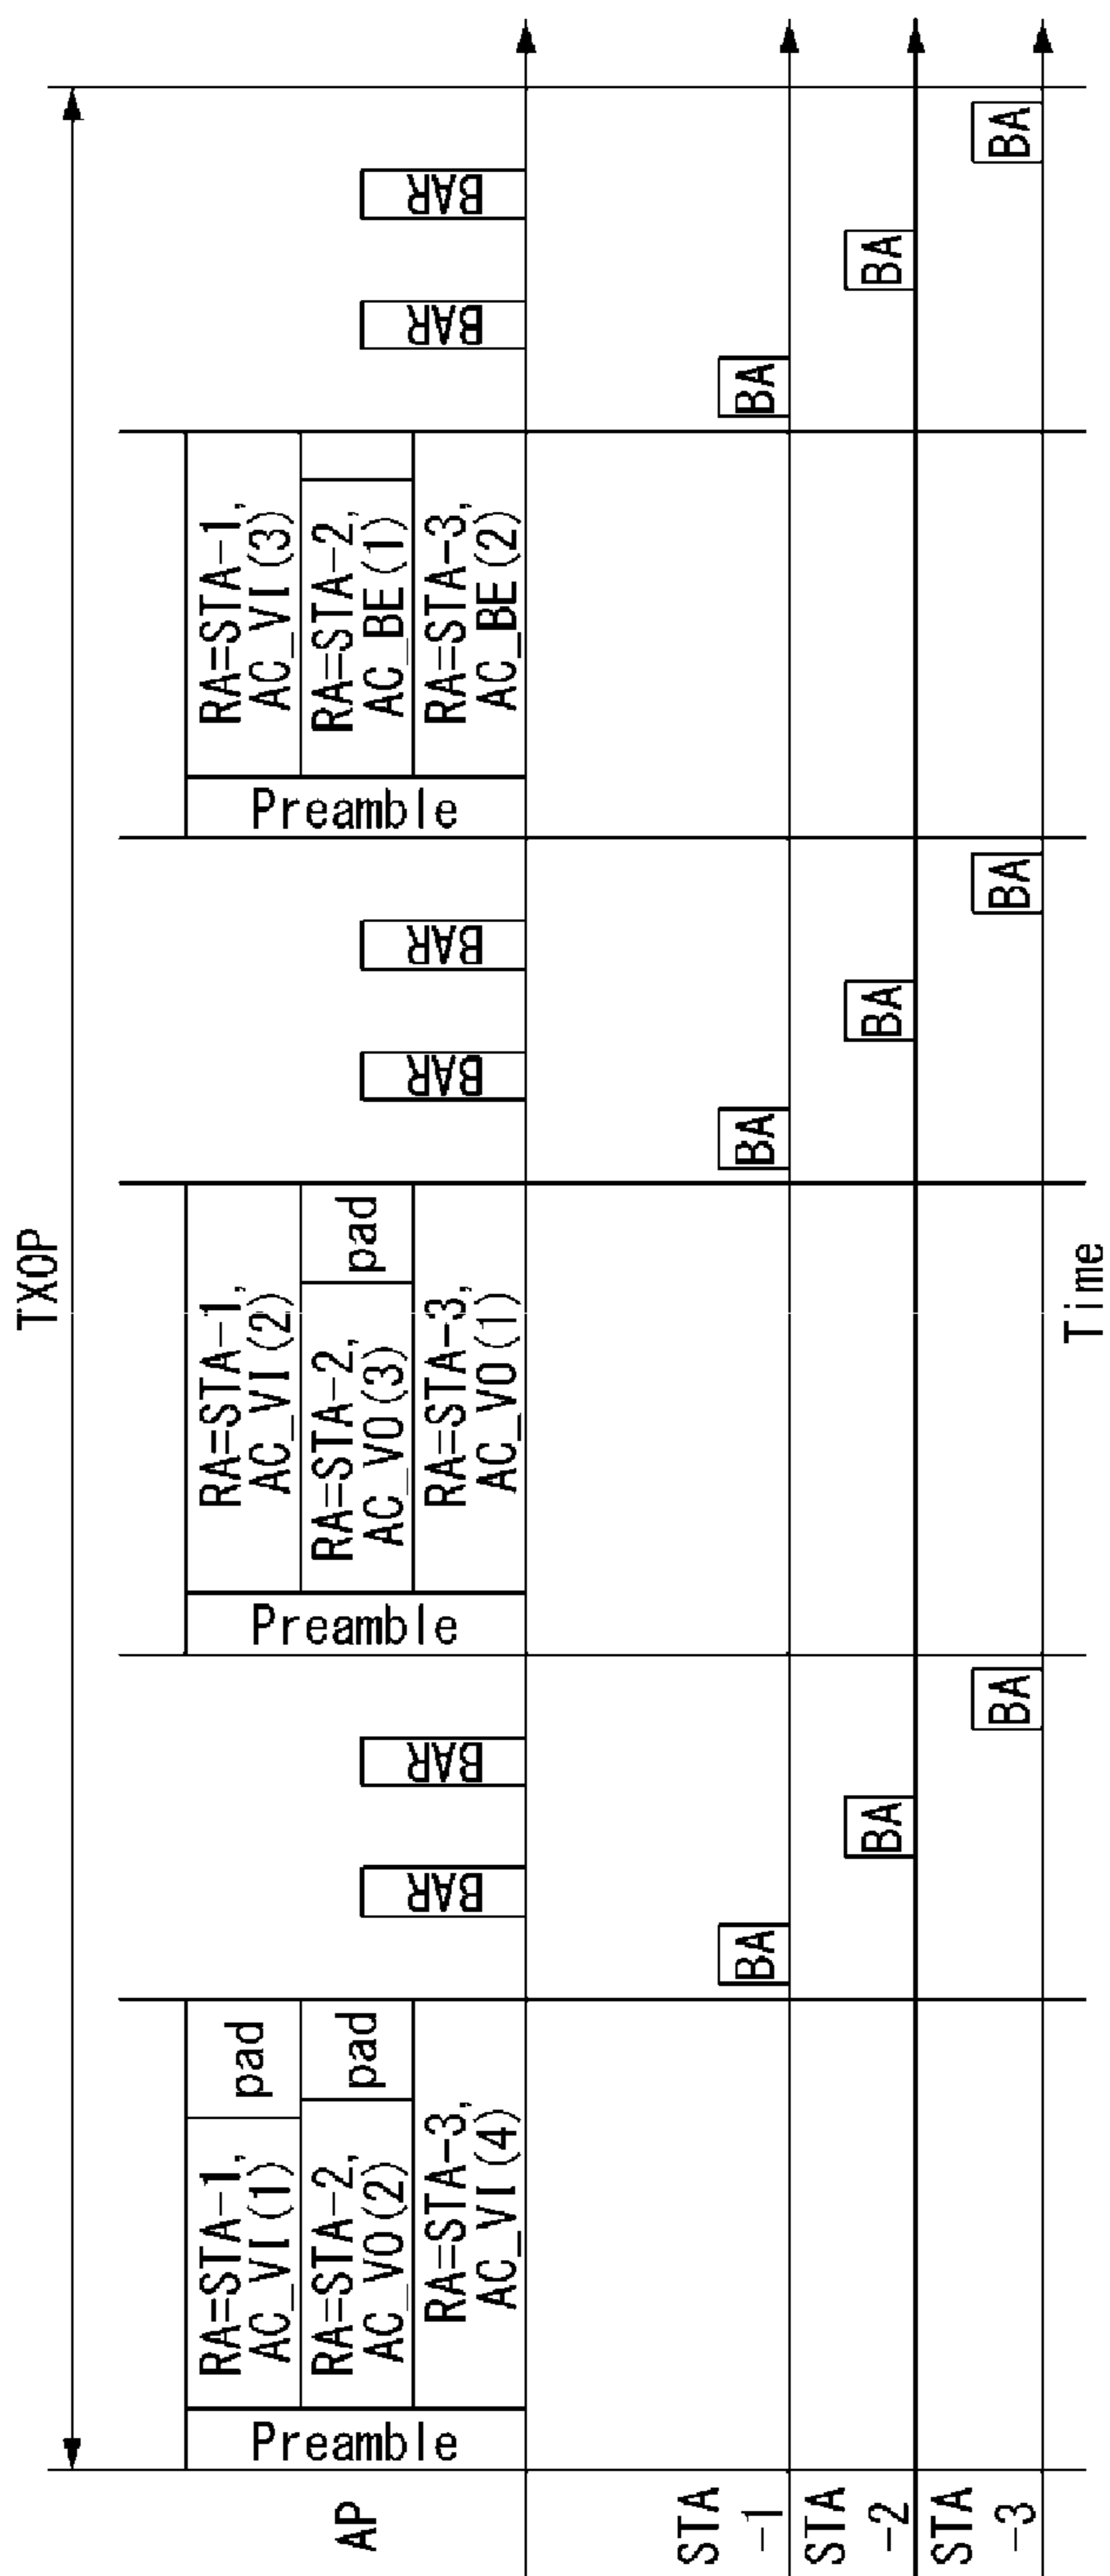 TXOP
AP
Preamble
RA=STA-1,
AC_VI(1)
pad
RA=STA-2,
AC_VO(2)
pad
RA=STA-3,
AC_VI(4)
BAR
BAR
Preamble
RA=STA-1,
AC_VI(2)
RA=STA-2,
AC_VO(3)
pad
RA=STA-3,
AC_VO(1)
BAR
BAR
Preamble
RA=STA-1,
AC_VI(3)
RA=STA-2,
AC_BE(1)
RA=STA-3,
AC_BE(2)
BAR
BAR
STA
-1
BA
BA
BA
STA
-2
BA
BA
BA
STA
-3
BA
BA
BA
Time